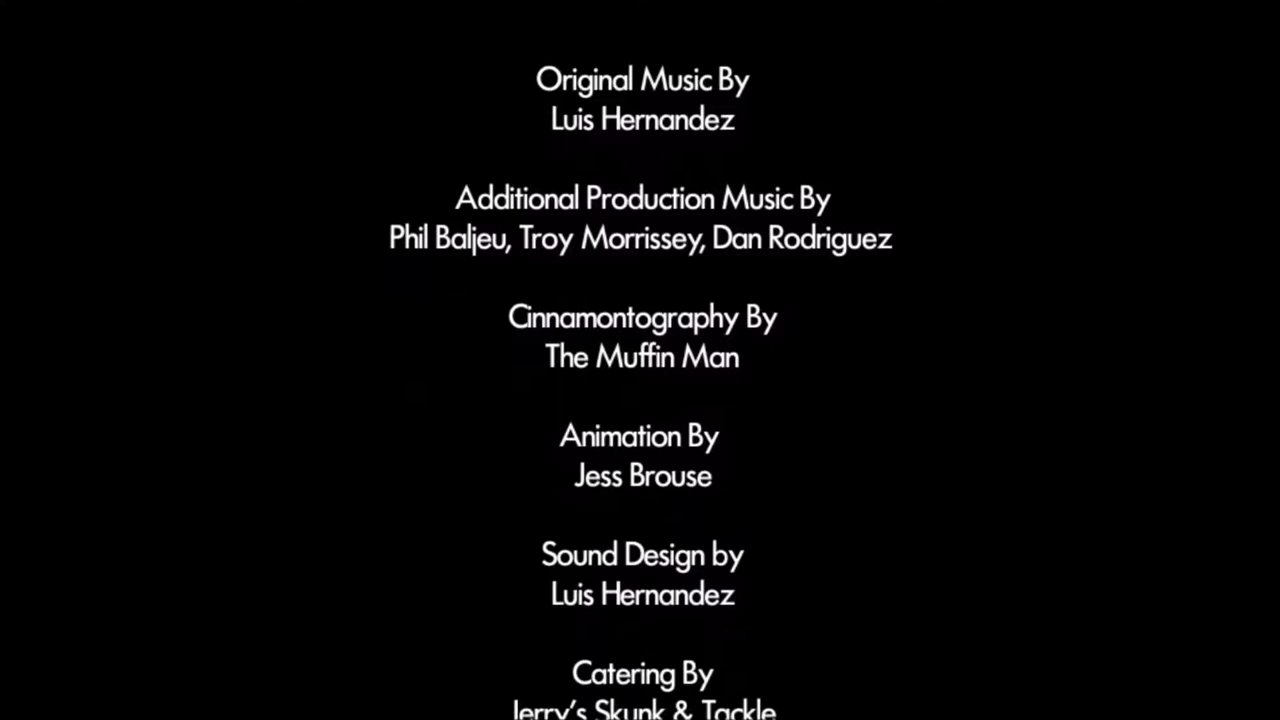 Original Music By
Luis Hernandez
Additional Production Music By
Phil Baljeu, Troy Morrissey, Dan Rodriguez
Cinnamontography By
The Muffin Man
Animation By
Jess Brouse
Sound Design by
Luis Hernandez
Catering By
Jerry's Skunk & Tackle